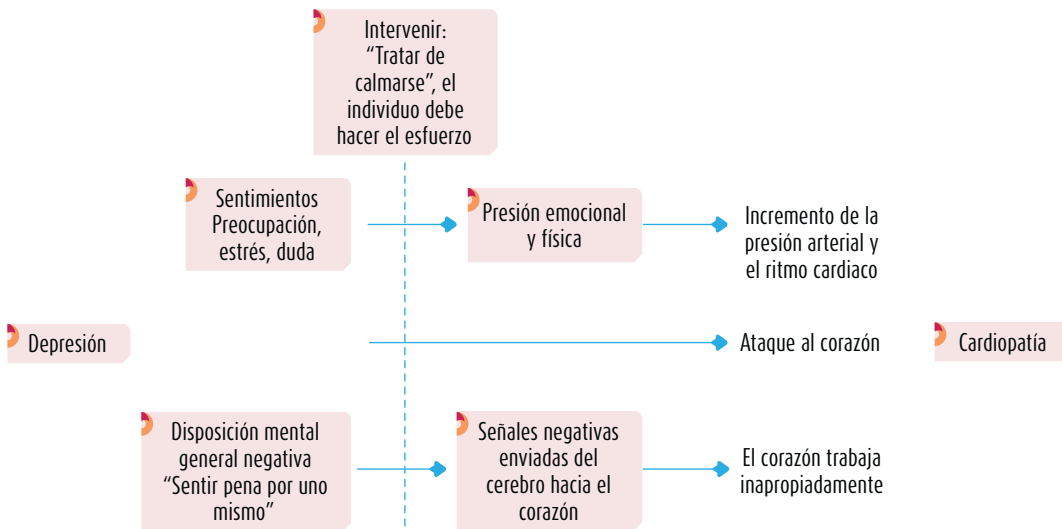 Intervenir:
“Tratar de
calmarse”, el
individuo debe
hacer el esfuerzo
Sentimientos
Preocupación,
estrés, duda
Presión emocional
y física
Incremento de la
presión arterial y
el ritmo cardiaco
Depresión
Ataque al corazón
Cardiopatía
Disposición mental
general negativa
“Sentir pena por uno
mismo”
Señales negativas
enviadas del
cerebro hacia el
corazón
El corazón trabaja
inapropiadamente